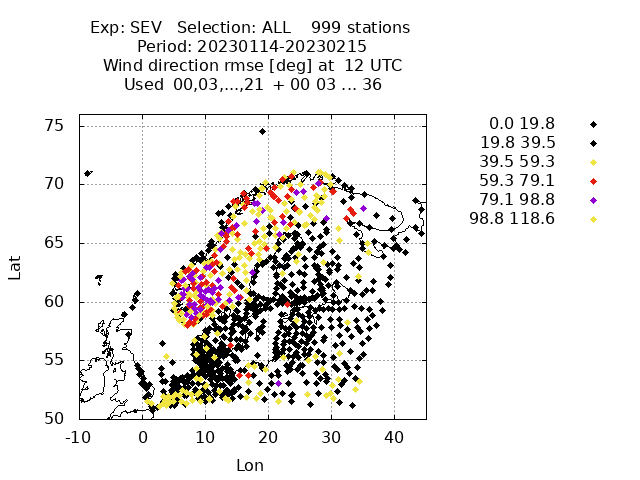 Exp: SEV Selection: ALL 999 stations
Period: 20230114-20230215
Wind direction rmse [deg] at 12 UTC
Used 00,03,...,21 + 00 03 ... 36
75
70
65
60
55
50
-10 0 10 20 30 40
Lat
Lon
0.0 19.8
19.8 39.5
39.5 59.3
59.3 79.1
79.1 98.8
98.8 118.6